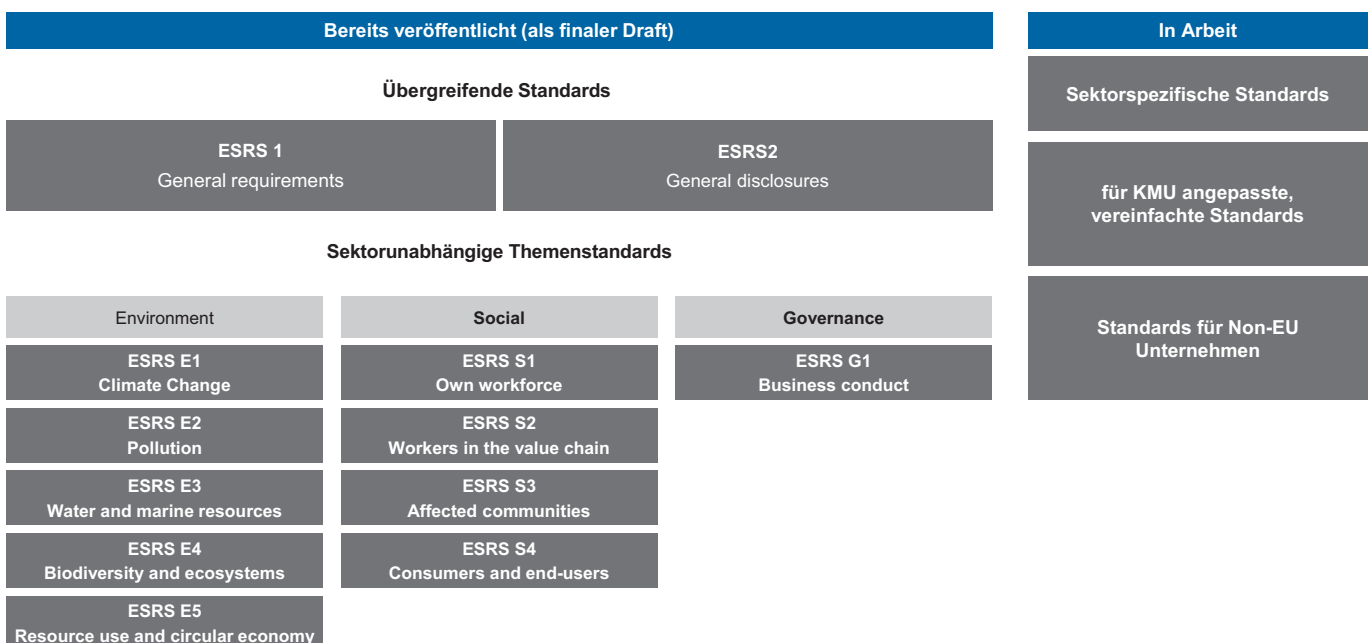 Bereits veröffentlicht (als finaler Draft)
Übergreifende Standards
ESRS 1
General requirements
ESRS2
General disclosures
Sektorunabhängige Themenstandards
Environment
ESRS E1
Climate Change
ESRS E2
Pollution
ESRS E3
Water and marine resources
ESRS E4
Biodiversity and ecosystems
ESRS E5
Resource use and circular economy
Social
ESRS S1
Own workforce
ESRS S2
Workers in the value chain
ESRS S3
Affected communities
ESRS S4
Consumers and end-users
Governance
ESRS G1
Business conduct
In Arbeit
Sektorspezifische Standards
für KMU angepasste,
vereinfachte Standards
Standards für Non-EU
Unternehmen